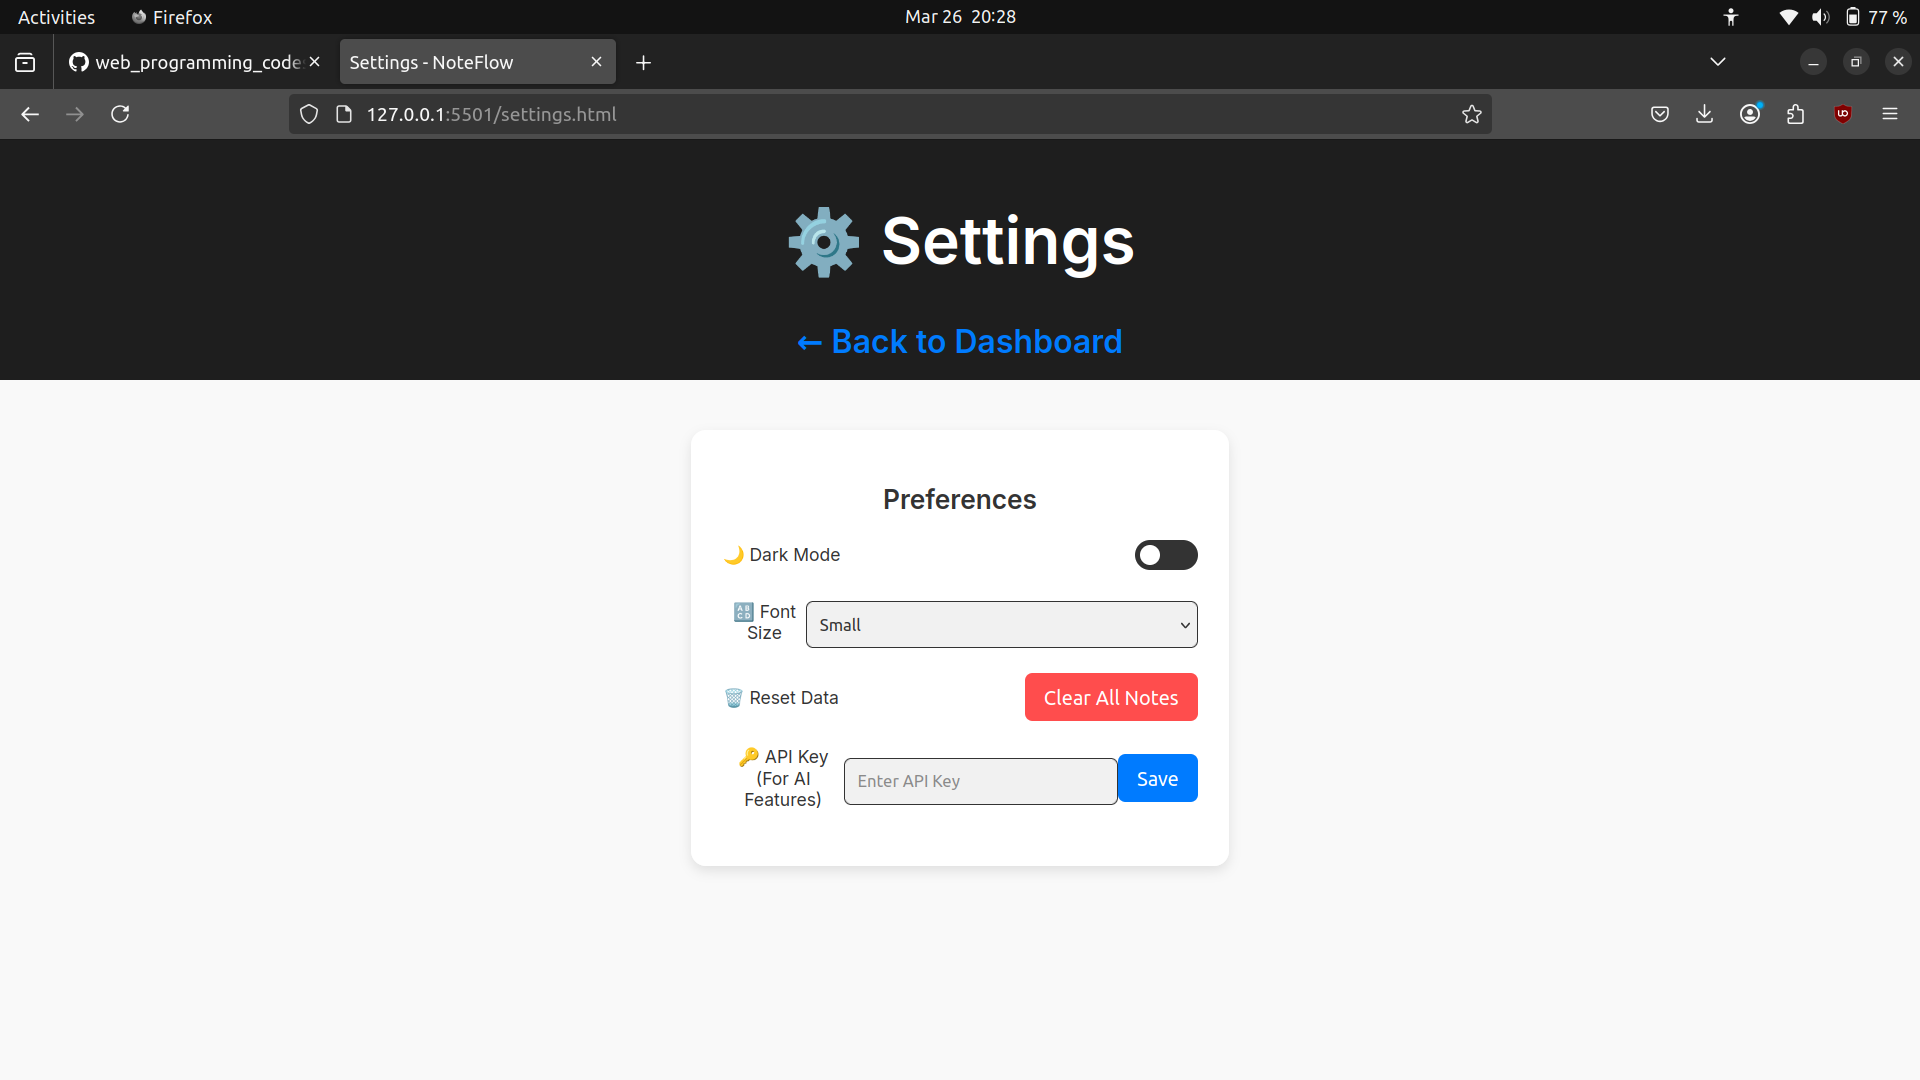 Activities
Firefox
Mar 26 20:28
77 %
web_programming_code
Settings - NoteFlow
127.0.0.1:5501/settings.html
⚙️ Settings
← Back to Dashboard
Preferences
🌙 Dark Mode
🔠 Font
Size
Small
🗑️ Reset Data
Clear All Notes
🔑 API Key
(For AI
Features)
Enter API Key
Save